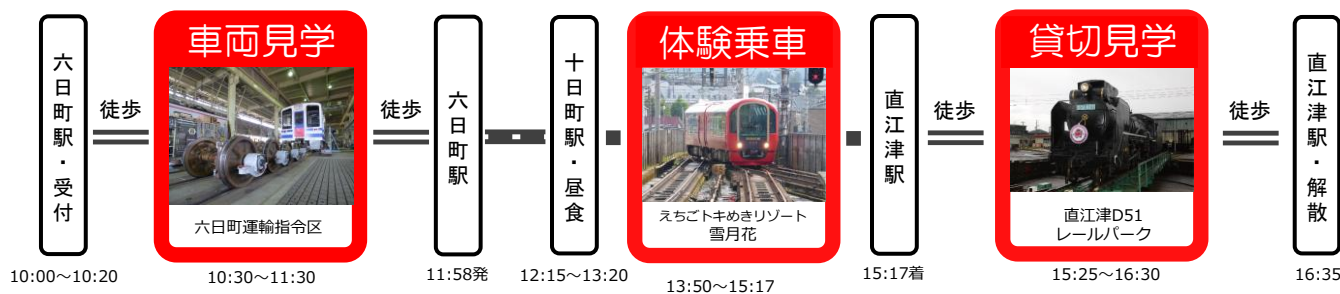 六日町駅・受付
10:00～10:20
徒歩
車両見学
六日町運輸指令区
10:30～11:30
徒歩
六日町駅
11:58発
十日町駅・昼食
12:15～13:20
体験乗車
えちごトキめきリゾート
雪月花
13:50～15:17
直江津駅
15:17着
徒歩
貸切見学
直江津D51
レールパーク
15:25～16:30
徒歩
直江津駅・解散
16:35